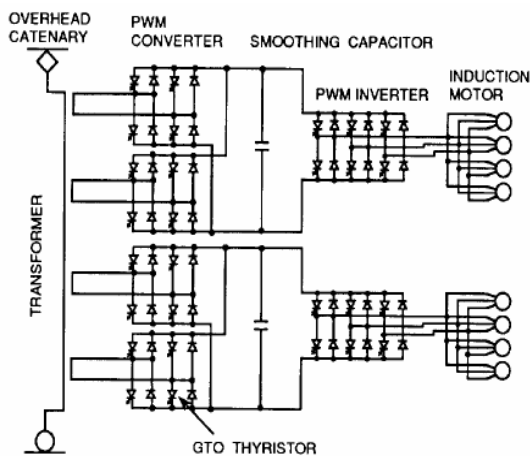 OVERHEAD
CATENARY
PWM
CONVERTER
SMOOTHING CAPACITOR
PWM INVERTER
INDUCTION
MOTOR
TRANSFORMER
GTO THYRISTOR